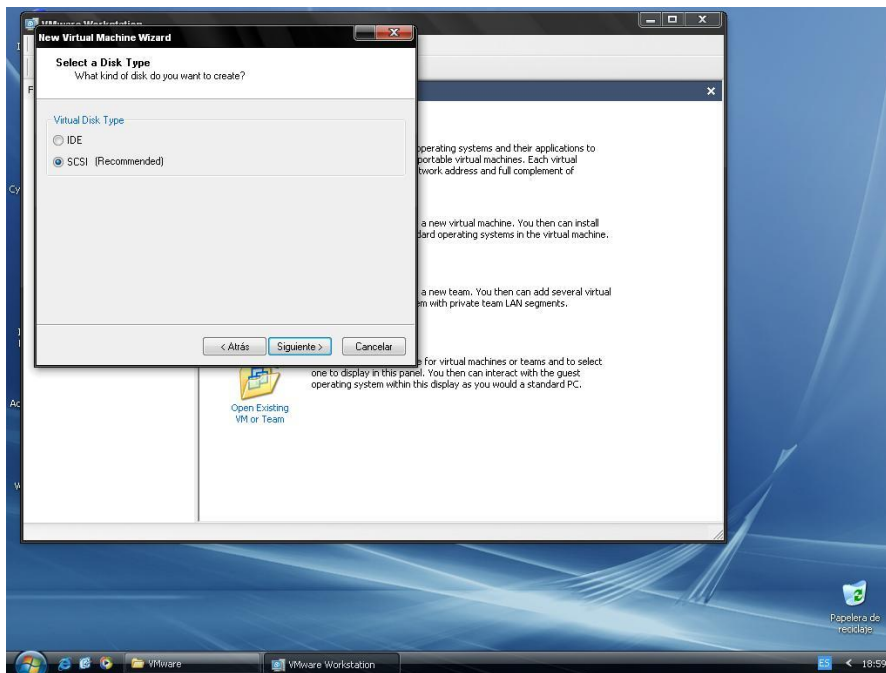 VMware Workstation
New Virtual Machine Wizard
Select a Disk Type
What kind of disk do you want to create?
Virtual Disk Type
IDE
SCSI (Recommended)
< Atrás
Siguiente >
Cancelar
operating systems and their applications to
portable virtual machines. Each virtual
network address and full complement of
a new virtual machine. You then can install
dard operating systems in the virtual machine.
a new team. You then can add several virtual
em with private team LAN segments.
e for virtual machines or teams and to select
one to display in this panel. You then can interact with the guest
operating system within this display as you would a standard PC.
Open Existing
VM or Team
Papelera de
reciclaje
VMware
VMware Workstation
ES
18:59